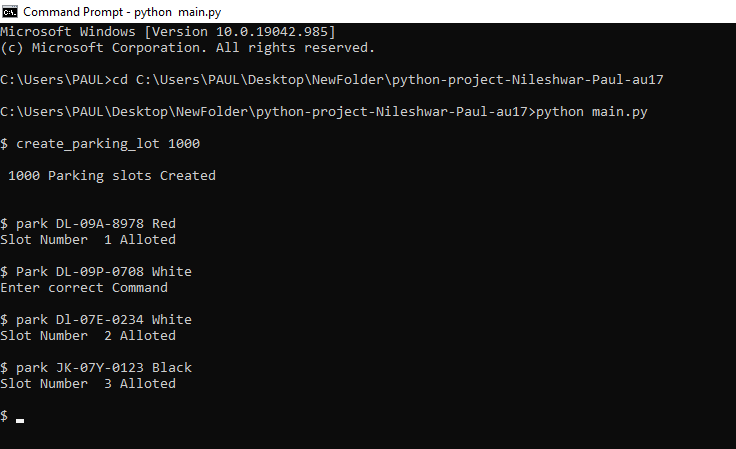 Command Prompt - python  main.py
Microsoft Windows [Version 10.0.19042.985]
(c) Microsoft Corporation. All rights reserved.
C:\Users\PAUL>cd C:\Users\PAUL\Desktop\NewFolder\python-project-Nileshwar-Paul-au17
C:\Users\PAUL\Desktop\NewFolder\python-project-Nileshwar-Paul-au17>python main.py
$ create_parking_lot 1000
 1000 Parking slots Created
$ park DL-09A-8978 Red
Slot Number  1 Alloted
$ Park DL-09P-0708 White
Enter correct Command
$ park Dl-07E-0234 White
Slot Number  2 Alloted
$ park JK-07Y-0123 Black
Slot Number  3 Alloted
$